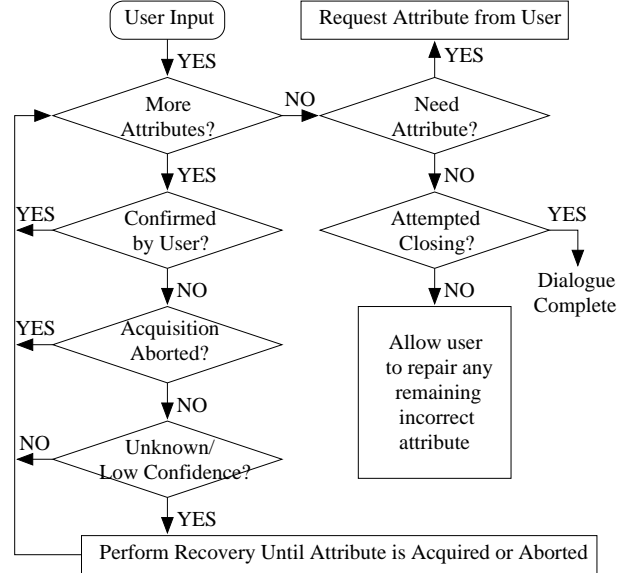 User Input
Request Attribute from User
YES
YES
More
Attributes?
NO
Need
Attribute?
YES
NO
YES
Confirmed
by User?
Attempted
Closing?
YES
NO
NO
Dialogue
Complete
YES
Acquisition
Aborted?
Allow user
to repair any
remaining
incorrect
attribute
NO
NO
Unknown/
Low Confidence?
YES
Perform Recovery Until Attribute is Acquired or Aborted